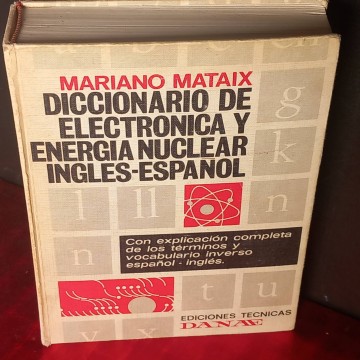 MARIANO MATAIX
DICCIONARIO DE
ELECTRONICA Y
ENERGIA NUCLEAR
INGLES-ESPAÑOL
g
k
l ll n
n
Con explicación completa
de los términos y
vocabulario inverso
español - inglés.
t u
EDICIONES TECNICAS
DANAE
v x